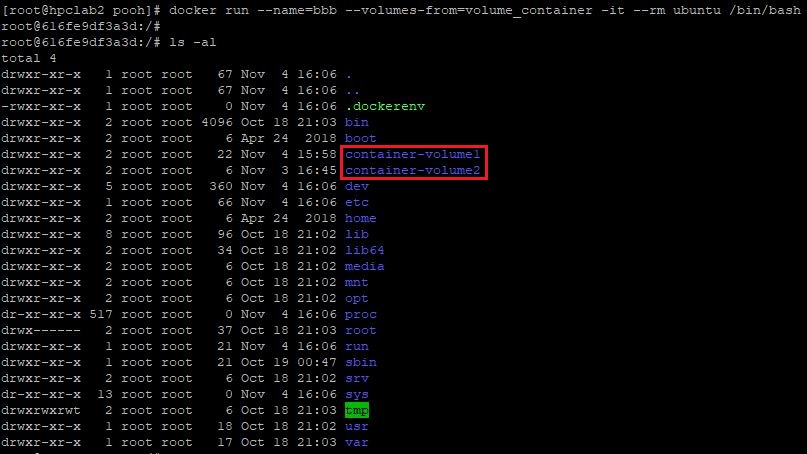 [root@hpclab2 pooh]# docker run --name=bbb --volumes-from=volume_container -it --rm ubuntu /bin/bash
root@616fe9df3a3d:/#
root@616fe9df3a3d:/# ls -al
total 4
drwxr-xr-x   1 root root   67 Nov  4 16:06 .
drwxr-xr-x   1 root root   67 Nov  4 16:06 ..
-rwxr-xr-x   1 root root    0 Nov  4 16:06 .dockerenv
drwxr-xr-x   2 root root 4096 Oct 18 21:03 bin
drwxr-xr-x   2 root root    6 Apr 24  2018 boot
drwxr-xr-x   2 root root   22 Nov  4 15:58 container-volume1
drwxr-xr-x   2 root root    6 Nov  3 16:45 container-volume2
drwxr-xr-x   5 root root  360 Nov  4 16:06 dev
drwxr-xr-x   1 root root   66 Nov  4 16:06 etc
drwxr-xr-x   2 root root    6 Apr 24  2018 home
drwxr-xr-x   8 root root   96 Oct 18 21:02 lib
drwxr-xr-x   2 root root   34 Oct 18 21:02 lib64
drwxr-xr-x   2 root root    6 Oct 18 21:02 media
drwxr-xr-x   2 root root    6 Oct 18 21:02 mnt
drwxr-xr-x   2 root root    6 Oct 18 21:02 opt
dr-xr-xr-x 517 root root    0 Nov  4 16:06 proc
drwx------   2 root root   37 Oct 18 21:03 root
drwxr-xr-x   1 root root   21 Nov  4 16:06 run
drwxr-xr-x   1 root root   21 Oct 19 00:47 sbin
drwxr-xr-x   2 root root    6 Oct 18 21:02 srv
dr-xr-xr-x  13 root root    0 Nov  4 16:06 sys
drwxrwxrwt   2 root root    6 Oct 18 21:03 tmp
drwxr-xr-x   1 root root   18 Oct 18 21:02 usr
drwxr-xr-x   1 root root   17 Oct 18 21:03 var